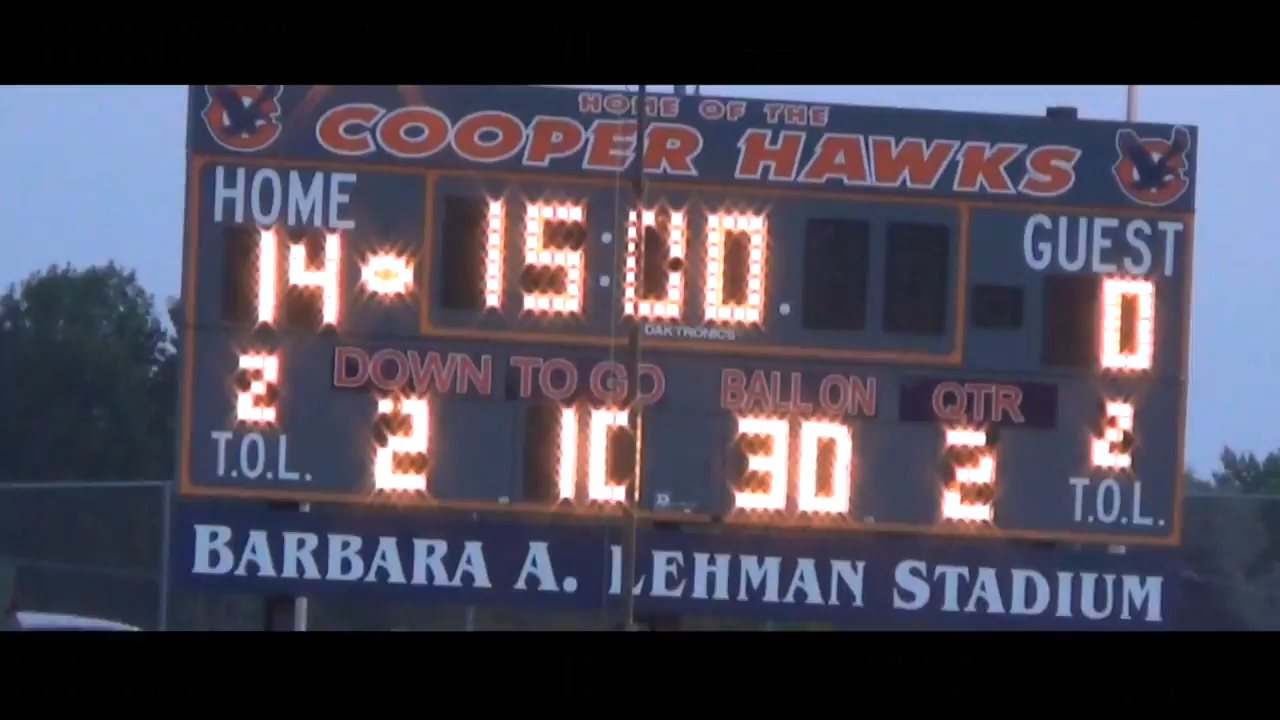 HOME OF THE
COOPER HAWKS
HOME 15:00 GUEST
14 0
DAKTRONICS
DOWN TO GO BALL ON QTR
2 2 10 30 2 2
T.O.L. T.O.L.
BARBARA A. LEHMAN STADIUM